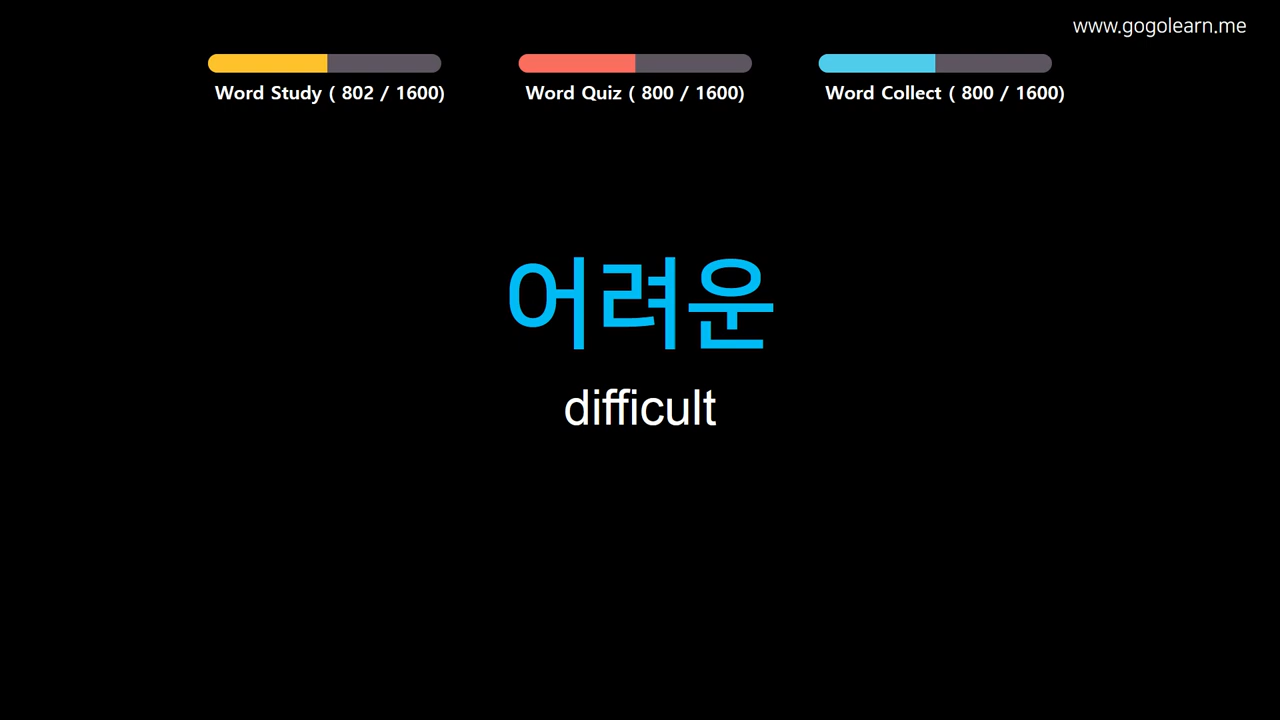 www.gogolearn.me
Word Study ( 802 / 1600)
Word Quiz ( 800 / 1600)
Word Collect ( 800 / 1600)
어려운
difficult